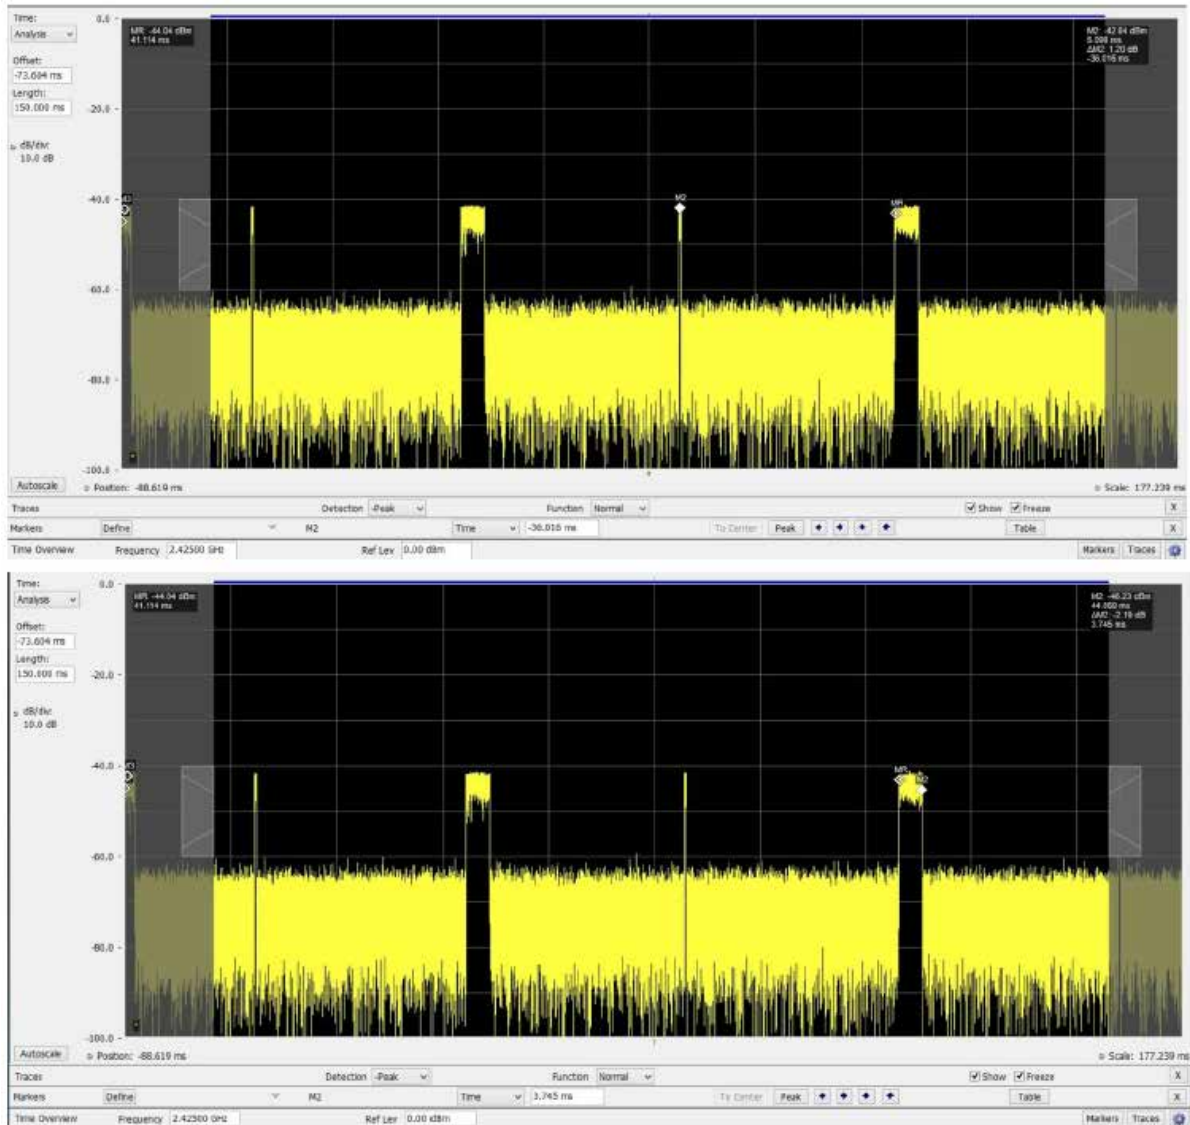 Time:
Analysis
0.0
MR: -44.04 dBm
41.114 ms
M2: -42.84 dBm
5.098 ms
ΔM2: 1.20 dB
-36.016 ms
Offset:
-73.604 ms
Length:
150.000 ms
-20.0
dB/div:
10.0 dB
-40.0
M2
MR
-60.0
-80.0
-100.0
Autoscale
Position: -88.619 ms
Scale: 177.239 ms
Traces Detection -Peak Function Normal Show Freeze X
Markers Define M2 Time -36.016 ms To Center Peak Table X
Time Overview Frequency 2.42500 GHz Ref Lev 0.00 dBm Markers Traces
Time:
Analysis
0.0
MR: -44.04 dBm
41.114 ms
M2: -46.23 dBm
ΔM2: -2.19 dB
3.745 ms
Offset:
-73.604 ms
Length:
150.000 ms
-20.0
dB/div:
10.0 dB
-40.0
MR
M2
-60.0
-80.0
-100.0
Autoscale
Position: -88.619 ms
Scale: 177.239 ms
Traces Detection -Peak Function Normal Show Freeze X
Markers Define M2 Time 3.745 ms To Center Peak Table X
Time Overview Frequency 2.42500 GHz Ref Lev 0.00 dBm Markers Traces